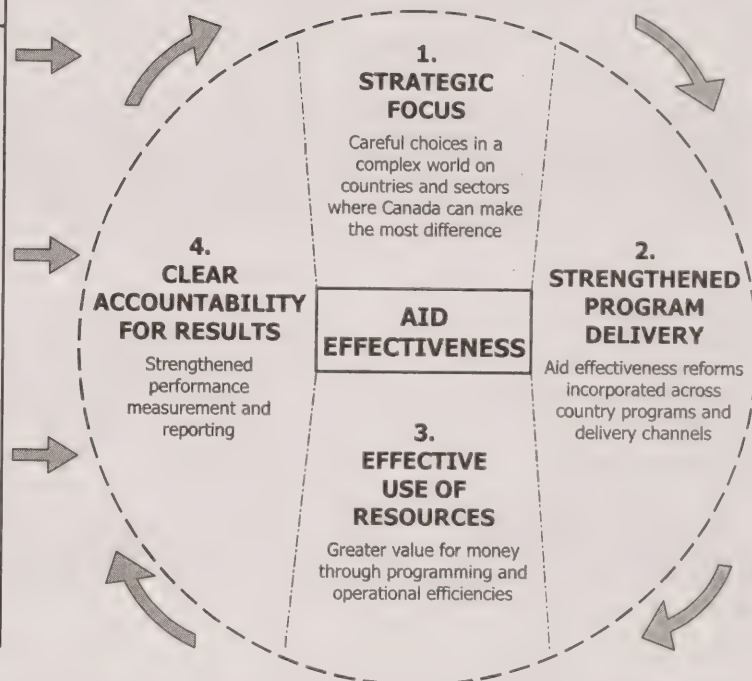 1.
STRATEGIC
FOCUS
Careful choices in a
complex world on
countries and sectors
where Canada can make
the most difference
2.
STRENGTHENED
PROGRAM
DELIVERY
Aid effectiveness reforms
incorporated across
country programs and
delivery channels
3.
EFFECTIVE
USE OF
RESOURCES
Greater value for money
through programming and
operational efficiencies
4.
CLEAR
ACCOUNTABILITY
FOR RESULTS
Strengthened
performance
measurement and
reporting
AID
EFFECTIVENESS